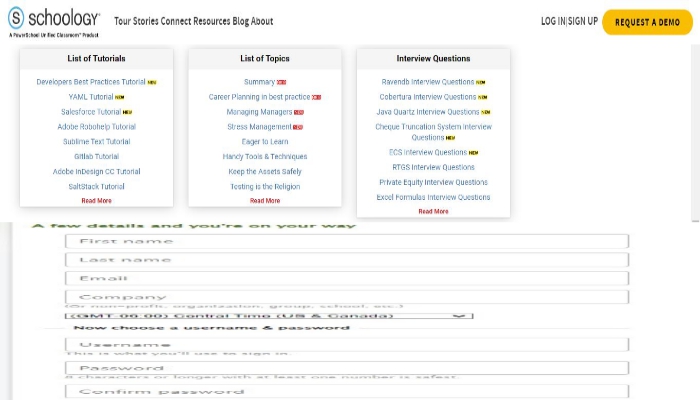 schoology®
A PowerSchool Unified Classroom™ Product
Tour Stories Connect Resources Blog About
LOG IN|SIGN UP
REQUEST A DEMO
List of Tutorials
Developers Best Practices Tutorial NEW
YAML Tutorial NEW
Salesforce Tutorial NEW
Adobe Robohelp Tutorial
Sublime Text Tutorial
Gitlab Tutorial
Adobe InDesign CC Tutorial
SaltStack Tutorial
Read More
List of Topics
Summary
Career Planning in best practice
Managing Managers
Stress Management
Eager to Learn
Handy Tools & Techniques
Keep the Assets Safely
Testing is the Religion
Read More
Interview Questions
Ravendb Interview Questions NEW
Cobertura Interview Questions NEW
Java Quartz Interview Questions NEW
Cheque Truncation System Interview
Questions NEW
ECS Interview Questions NEW
RTGS Interview Questions
Private Equity Interview Questions
Excel Formulas Interview Questions
Read More
A few details and you're on your way
First name
Last name
Email
Company
(Or non-profit, organization, group, school, etc.)
(GMT-06:00) Central Time (US & Canada)
Now choose a username & password
Username
This is what you'll use to sign in.
Password
8 characters or longer with at least one number is safest.
Confirm password